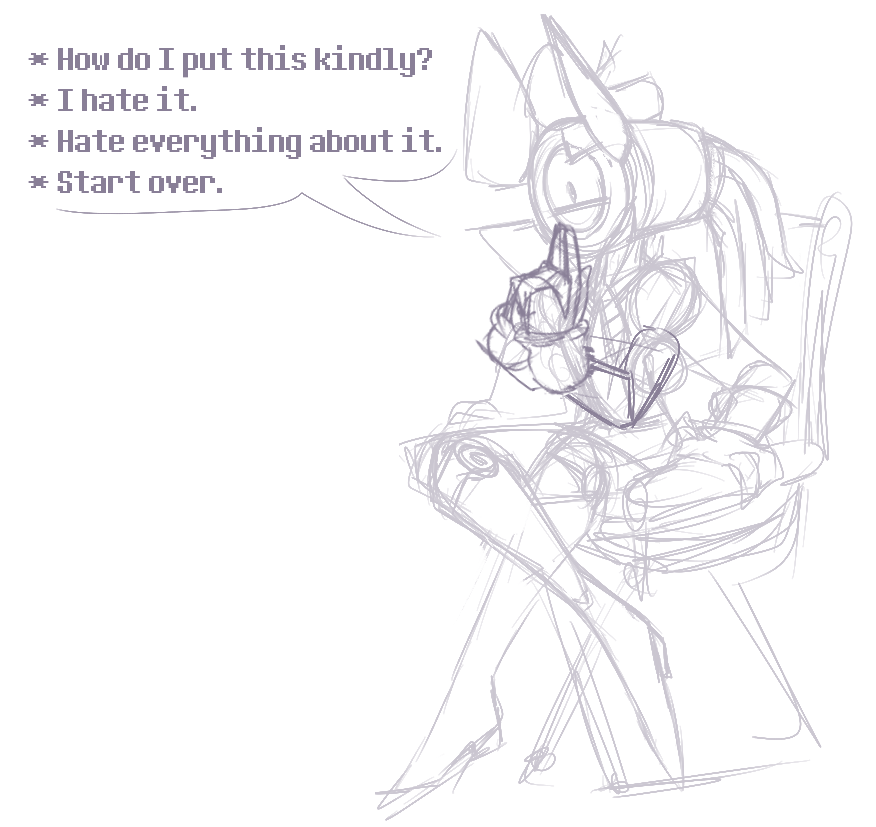 * How do I put this kindly?
* I hate it.
* Hate everything about it.
* Start over.